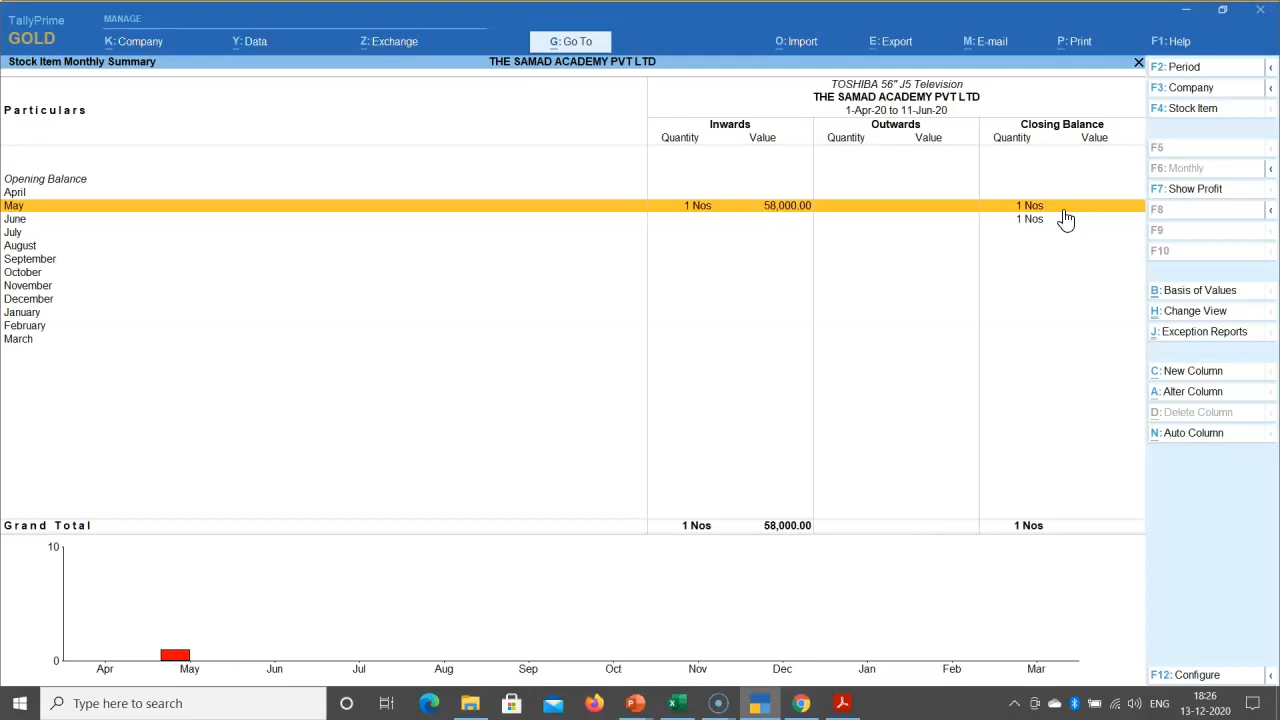 TallyPrime
GOLD
MANAGE
K: Company
Y: Data
Z: Exchange
G: Go To
O: Import
E: Export
M: E-mail
P: Print
F1: Help
Stock Item Monthly Summary
THE SAMAD ACADEMY PVT LTD
Particulars
TOSHIBA 56" J5 Television
THE SAMAD ACADEMY PVT LTD
1-Apr-20 to 11-Jun-20
Inwards Outwards Closing Balance
Quantity Value Quantity Value Quantity Value
Opening Balance
April
May 1 Nos 58,000.00 1 Nos
June 1 Nos
July
August
September
October
November
December
January
February
March
Grand Total 1 Nos 58,000.00 1 Nos
10
0
Apr May Jun Jul Aug Sep Oct Nov Dec Jan Feb Mar
F2: Period
F3: Company
F4: Stock Item
F5
F6: Monthly
F7: Show Profit
F8
F9
F10
B: Basis of Values
H: Change View
J: Exception Reports
C: New Column
A: Alter Column
D: Delete Column
N: Auto Column
F12: Configure
Type here to search
ENG
18:26
13-12-2020